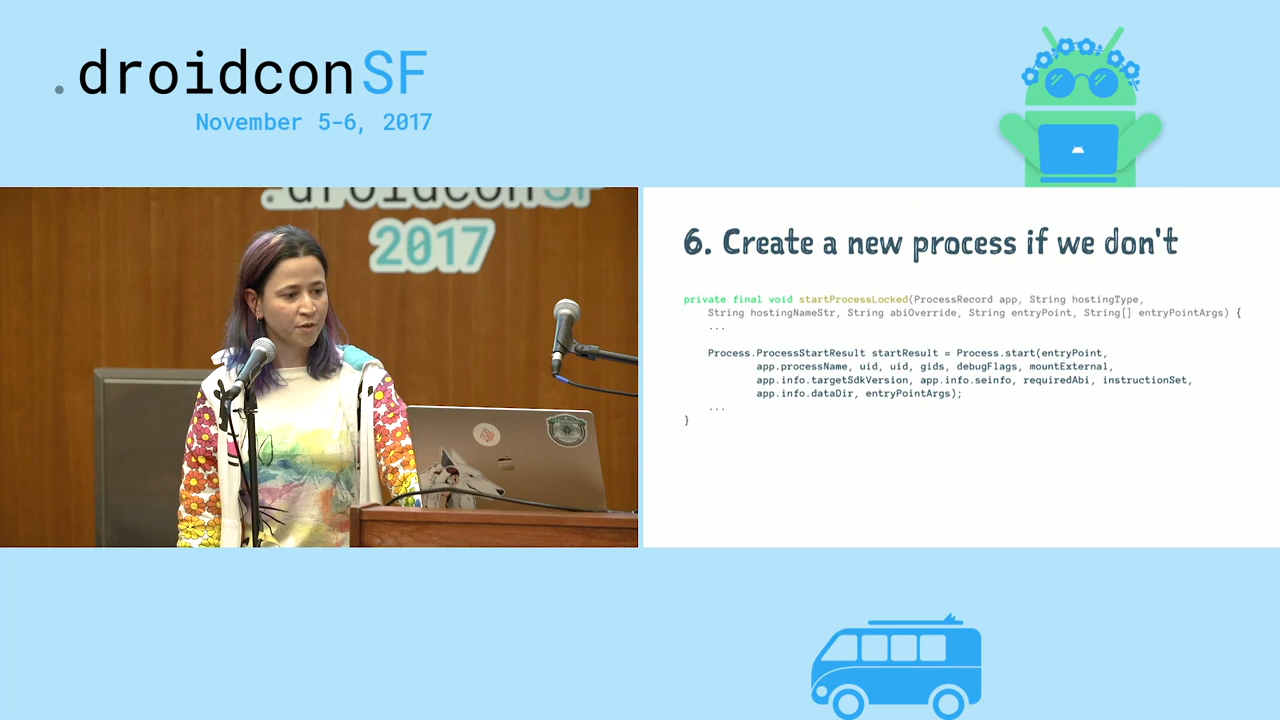 .droidconSF
November 5-6, 2017
.droidconSF
2017
6. Create a new process if we don't
private final void startProcessLocked(ProcessRecord app, String hostingType,
String hostingNameStr, String abiOverride, String entryPoint, String[] entryPointArgs) {
...
Process.ProcessStartResult startResult = Process.start(entryPoint,
app.processName, uid, uid, gids, debugFlags, mountExternal,
app.info.targetSdkVersion, app.info.seinfo, requiredAbi, instructionSet,
app.info.dataDir, entryPointArgs);
...
}